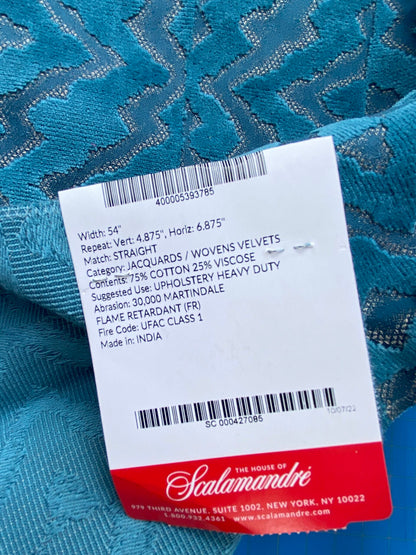 400005393785
Width: 54"
Repeat: Vert: 4.875", Horiz: 6.875"
Match: STRAIGHT
Category: JACQUARDS / WOVENS VELVETS
Contents: 75% COTTON 25% VISCOSE
Suggested Use: UPHOLSTERY HEAVY DUTY
Abrasion: 30,000 MARTINDALE
FLAME RETARDANT (FR)
Fire Code: UFAC CLASS 1
Made in: INDIA
SC 000427085
10/07/22
THE HOUSE OF
Scalamandré
979 THIRD AVENUE, SUITE 1002, NEW YORK, NY 10022
1.800.932.4361 www.scalamandre.com